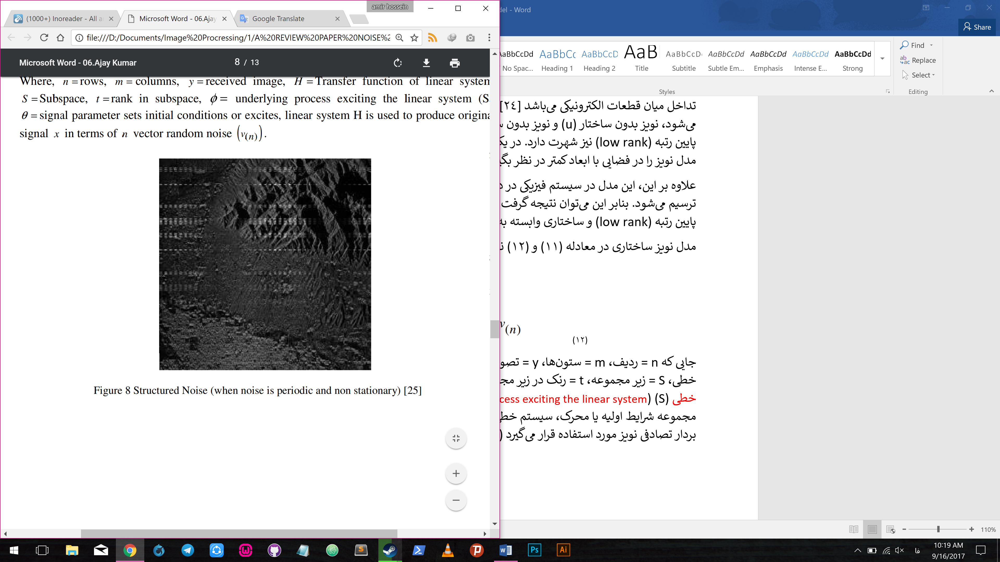 amir hossein
(1000+) Inoreader - All a
Microsoft Word - 06.Ajay
Google Translate
file:///D:/Documents/Image%20Procressing/1/A%20REVIEW%20PAPER%20NOISE%2
Microsoft Word - 06.Ajay Kumar
8 / 13
Where, n = rows, m = columns, y = received image, H = Transfer function of linear system
S = Subspace, t = rank in subspace, ϕ = underlying process exciting the linear system (S
θ = signal parameter sets initial conditions or excites, linear system H is used to produce origina
signal x in terms of n vector random noise (v(n)).
Figure 8 Structured Noise (when noise is periodic and non stationary) [25]
del - Word
Share
AaBbCcDd AaBbCc AaBbCcD AaB AaBbCcD AaBbCcDd AaBbCcDd AaBbCcDd AaBbCcDd
No Spac... Heading 1 Heading 2 Title Subtitle Subtle Em... Emphasis Intense E... Strong
Find
Replace
Select
Styles
Editing
تداخل میان قطعات الکترونیکی می‌باشد [۲٤]
می‌شود، نویز بدون ساختار (u) و نویز بدون س
پایین رتبه (low rank) نیز شهرت دارد. در یک
مدل نویز را در فضایی با ابعاد کمتر در نظر بگی
علاوه بر این، این مدل در سیستم فیزیکی در د
ترسیم می‌شود. بنابر این می‌توان نتیجه گرفت
پایین رتبه (low rank) و ساختاری وابسته به
مدل نویز ساختاری در معادله (۱۱) و (۱۲) ن
v(n)
(۱۲)
جایی که n = ردیف، m = ستون‌ها، y = تصو
خطی، S = زیر مجموعه، t = رنک در زیر مج
خطی (S) (cess exciting the linear system
مجموعه شرایط اولیه یا محرک، سیستم خط
بردار تصادفی نویز مورد استفاده قرار می‌گیرد (
110%
فا
10:19 AM
9/16/2017
Ps
Ai